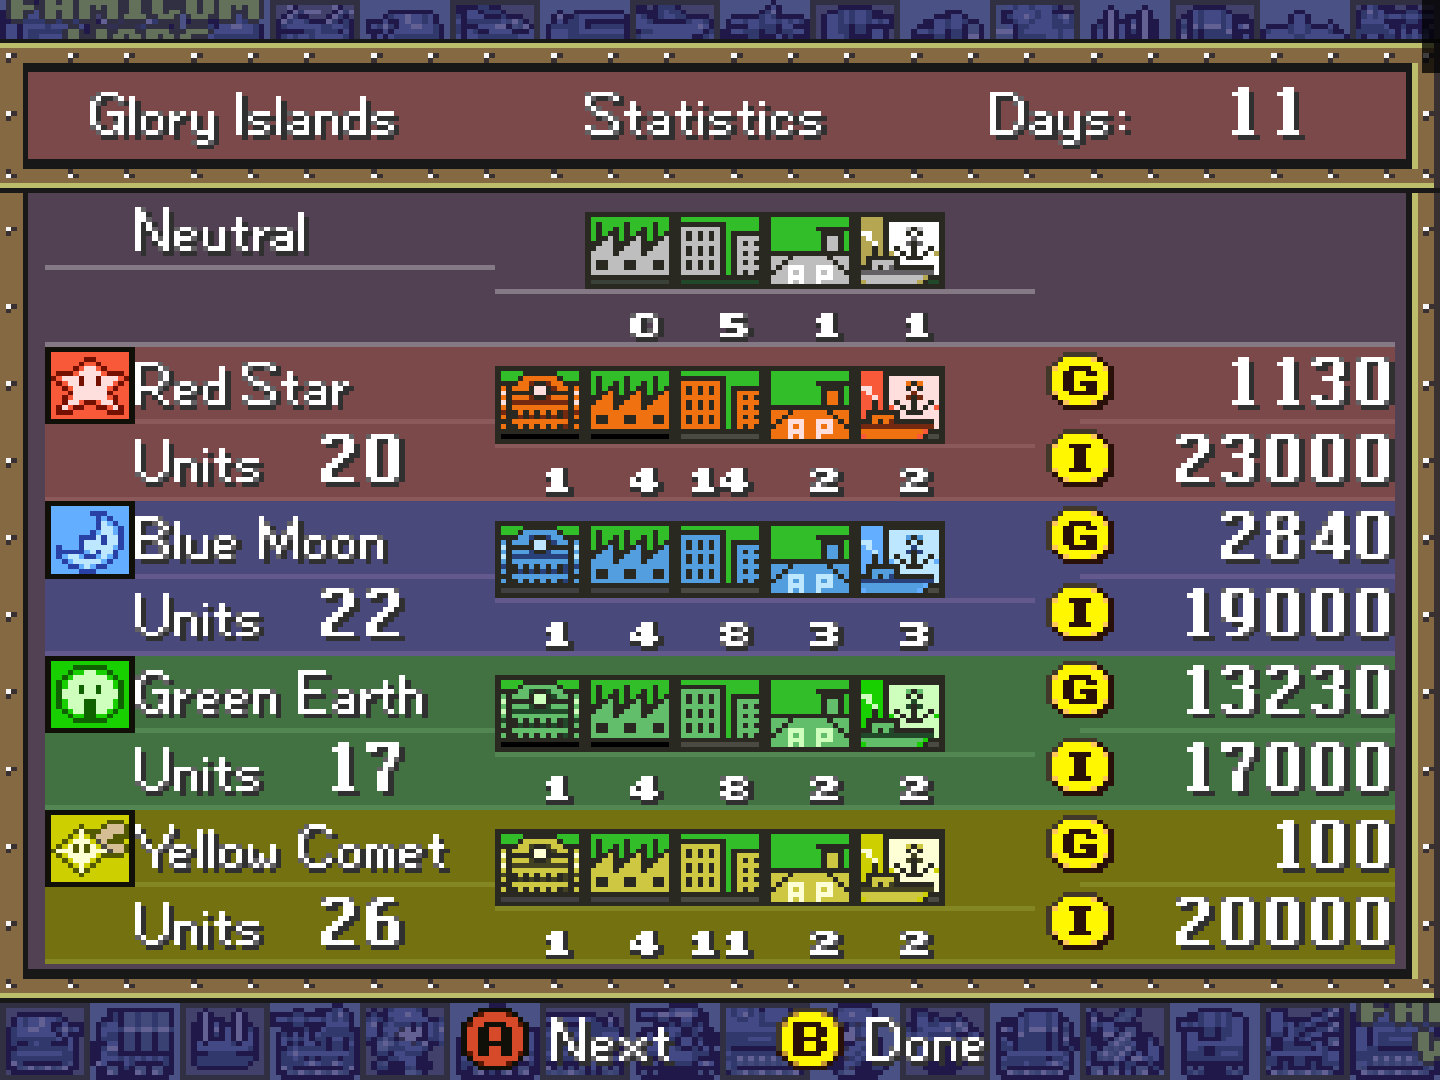 FAMICOM
WARS
Glory Islands Statistics Days: 11
Neutral
0 5 1 1
Red Star G 1130
Units 20 1 4 14 2 2 I 23000
Blue Moon G 2840
Units 22 1 4 8 3 3 I 19000
Green Earth G 13230
Units 17 1 4 8 2 2 I 17000
Yellow Comet G 100
Units 26 1 4 11 2 2 I 20000
A Next B Done